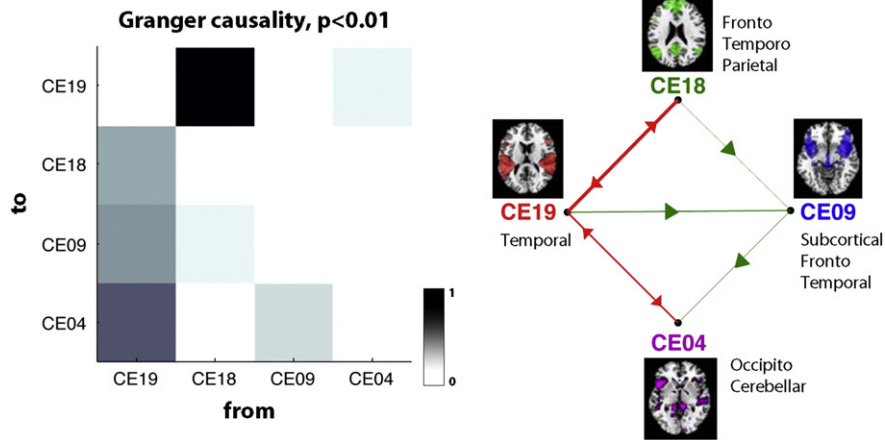 Granger causality, p<0.01
to
CE19
CE18
CE09
CE04
CE19
CE18
CE09
CE04
from
1
0
Fronto
Temporo
Parietal
CE18
CE19
Temporal
CE09
Subcortical
Fronto
Temporal
CE04
Occipito
Cerebellar